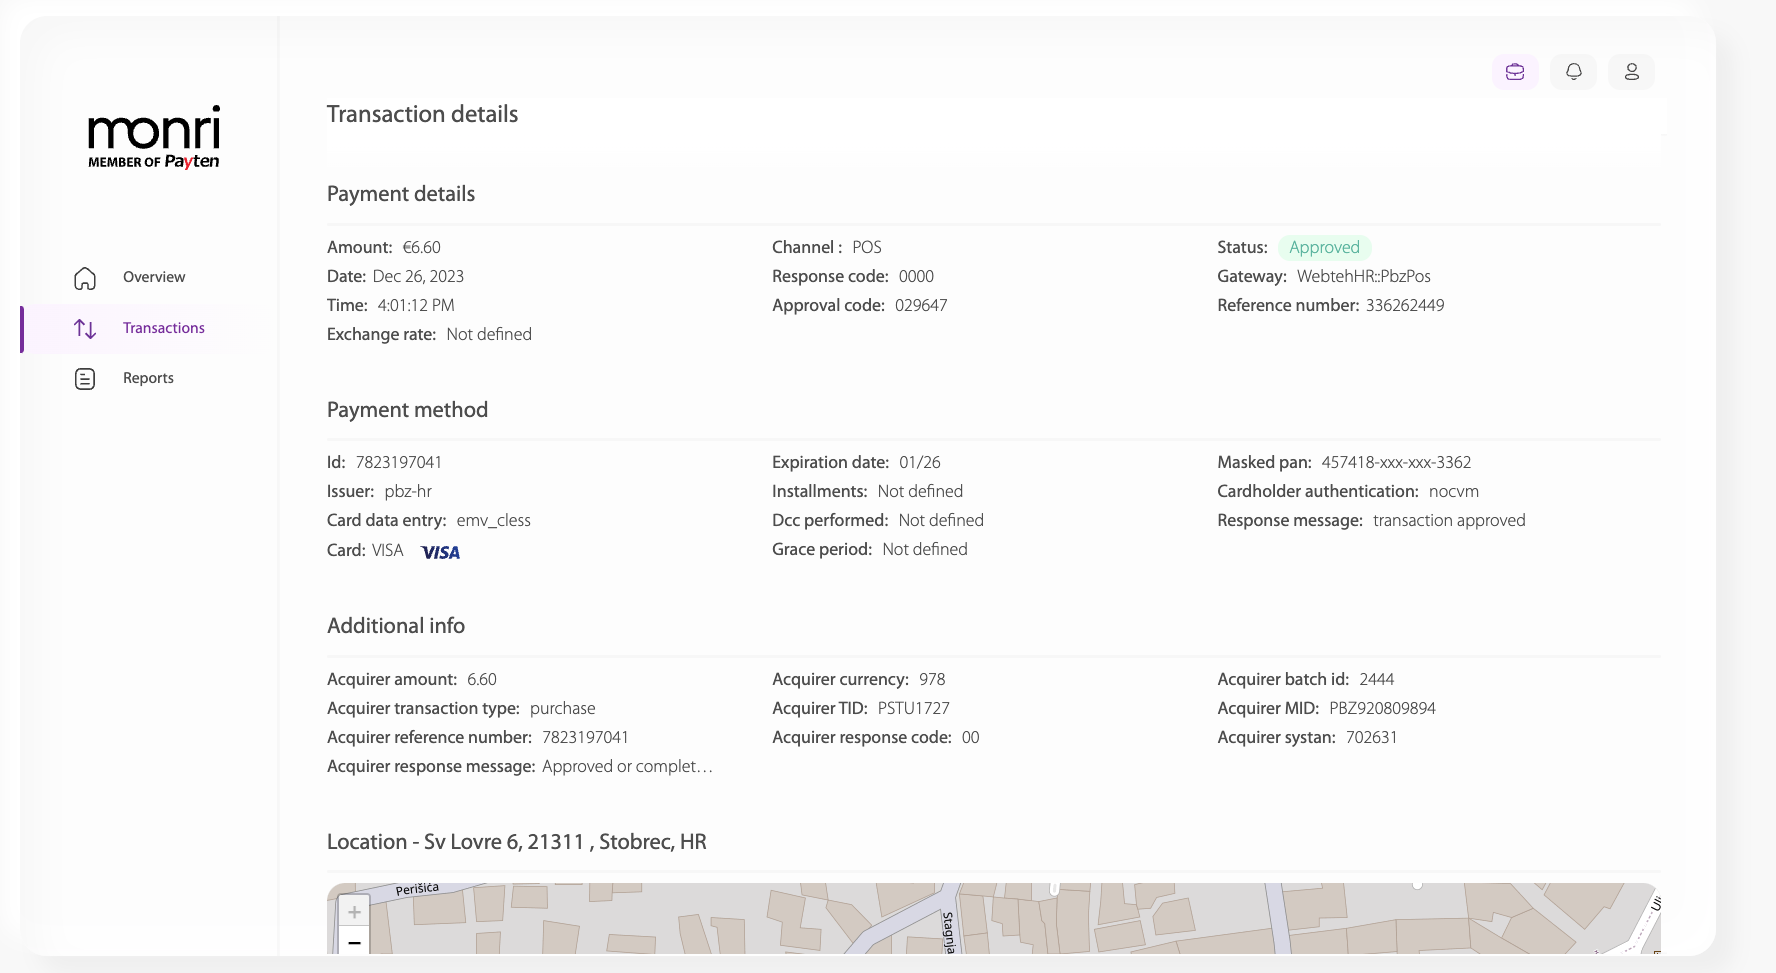 monri
MEMBER OF Payten
Overview
Transactions
Reports
Transaction details
Payment details
Amount: €6.60
Date: Dec 26, 2023
Time: 4:01:12 PM
Exchange rate: Not defined
Channel : POS
Response code: 0000
Approval code: 029647
Status: Approved
Gateway: WebtehHR::PbzPos
Reference number: 336262449
Payment method
Id: 7823197041
Issuer: pbz-hr
Card data entry: emv_cless
Card: VISA VISA
Expiration date: 01/26
Installments: Not defined
Dcc performed: Not defined
Grace period: Not defined
Masked pan: 457418-xxx-xxx-3362
Cardholder authentication: nocvm
Response message: transaction approved
Additional info
Acquirer amount: 6.60
Acquirer transaction type: purchase
Acquirer reference number: 7823197041
Acquirer response message: Approved or complet…
Acquirer currency: 978
Acquirer TID: PSTU1727
Acquirer response code: 00
Acquirer batch id: 2444
Acquirer MID: PBZ920809894
Acquirer systan: 702631
Location - Sv Lovre 6, 21311 , Stobrec, HR
+
−
Perišića
Stagnja